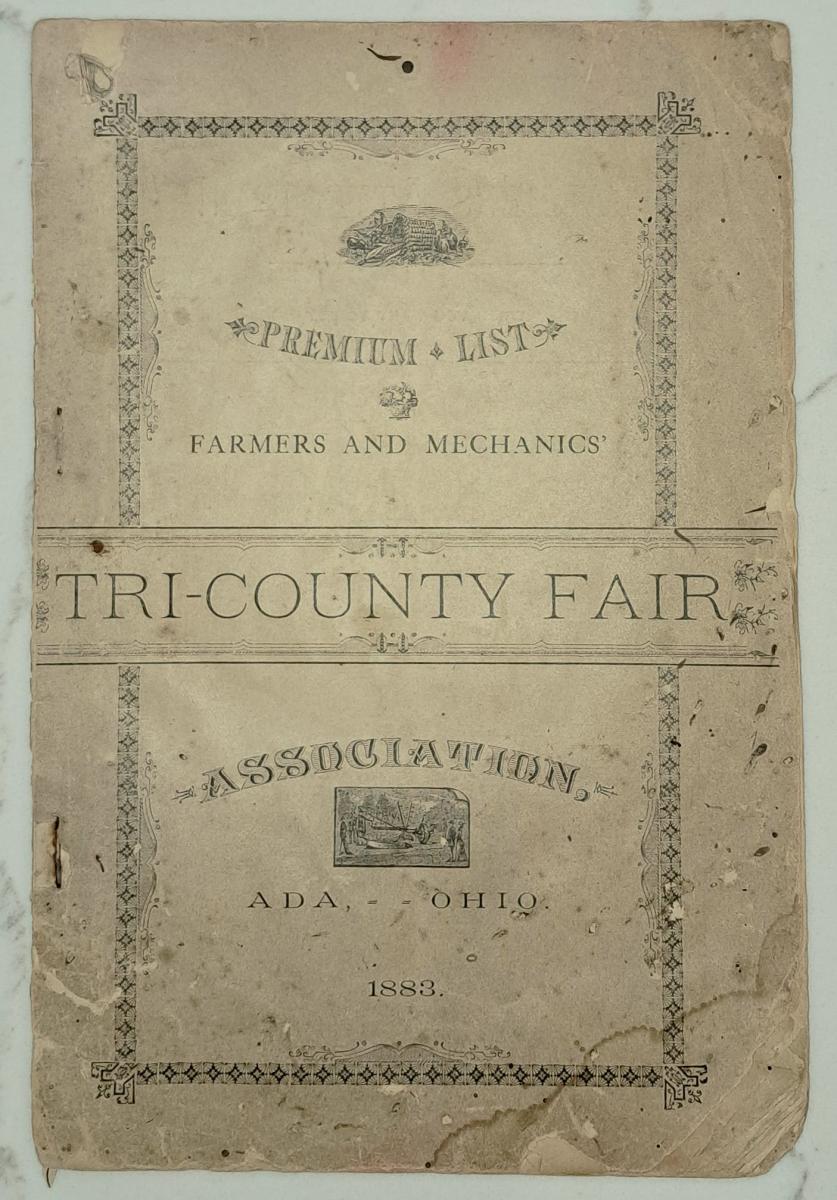 PREMIUM LIST
FARMERS AND MECHANICS'
TRI-COUNTY FAIR
ASSOCIATION,
ADA, - - OHIO.
1883.